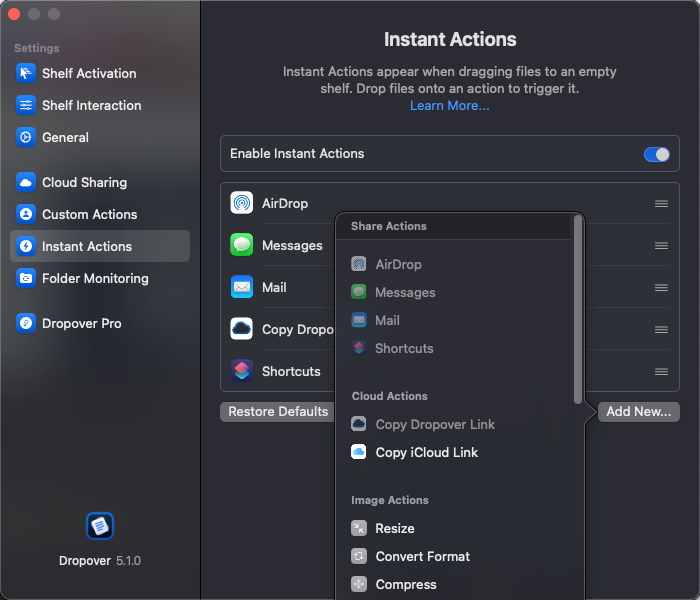 Settings
Shelf Activation
Shelf Interaction
General
Cloud Sharing
Custom Actions
Instant Actions
Folder Monitoring
Dropover Pro
Dropover 5.1.0
Instant Actions
Instant Actions appear when dragging files to an empty
shelf. Drop files onto an action to trigger it.
Learn More...
Enable Instant Actions
AirDrop
Messages
Mail
Copy Dropo
Shortcuts
Restore Defaults
Add New...
Share Actions
AirDrop
Messages
Mail
Shortcuts
Cloud Actions
Copy Dropover Link
Copy iCloud Link
Image Actions
Resize
Convert Format
Compress